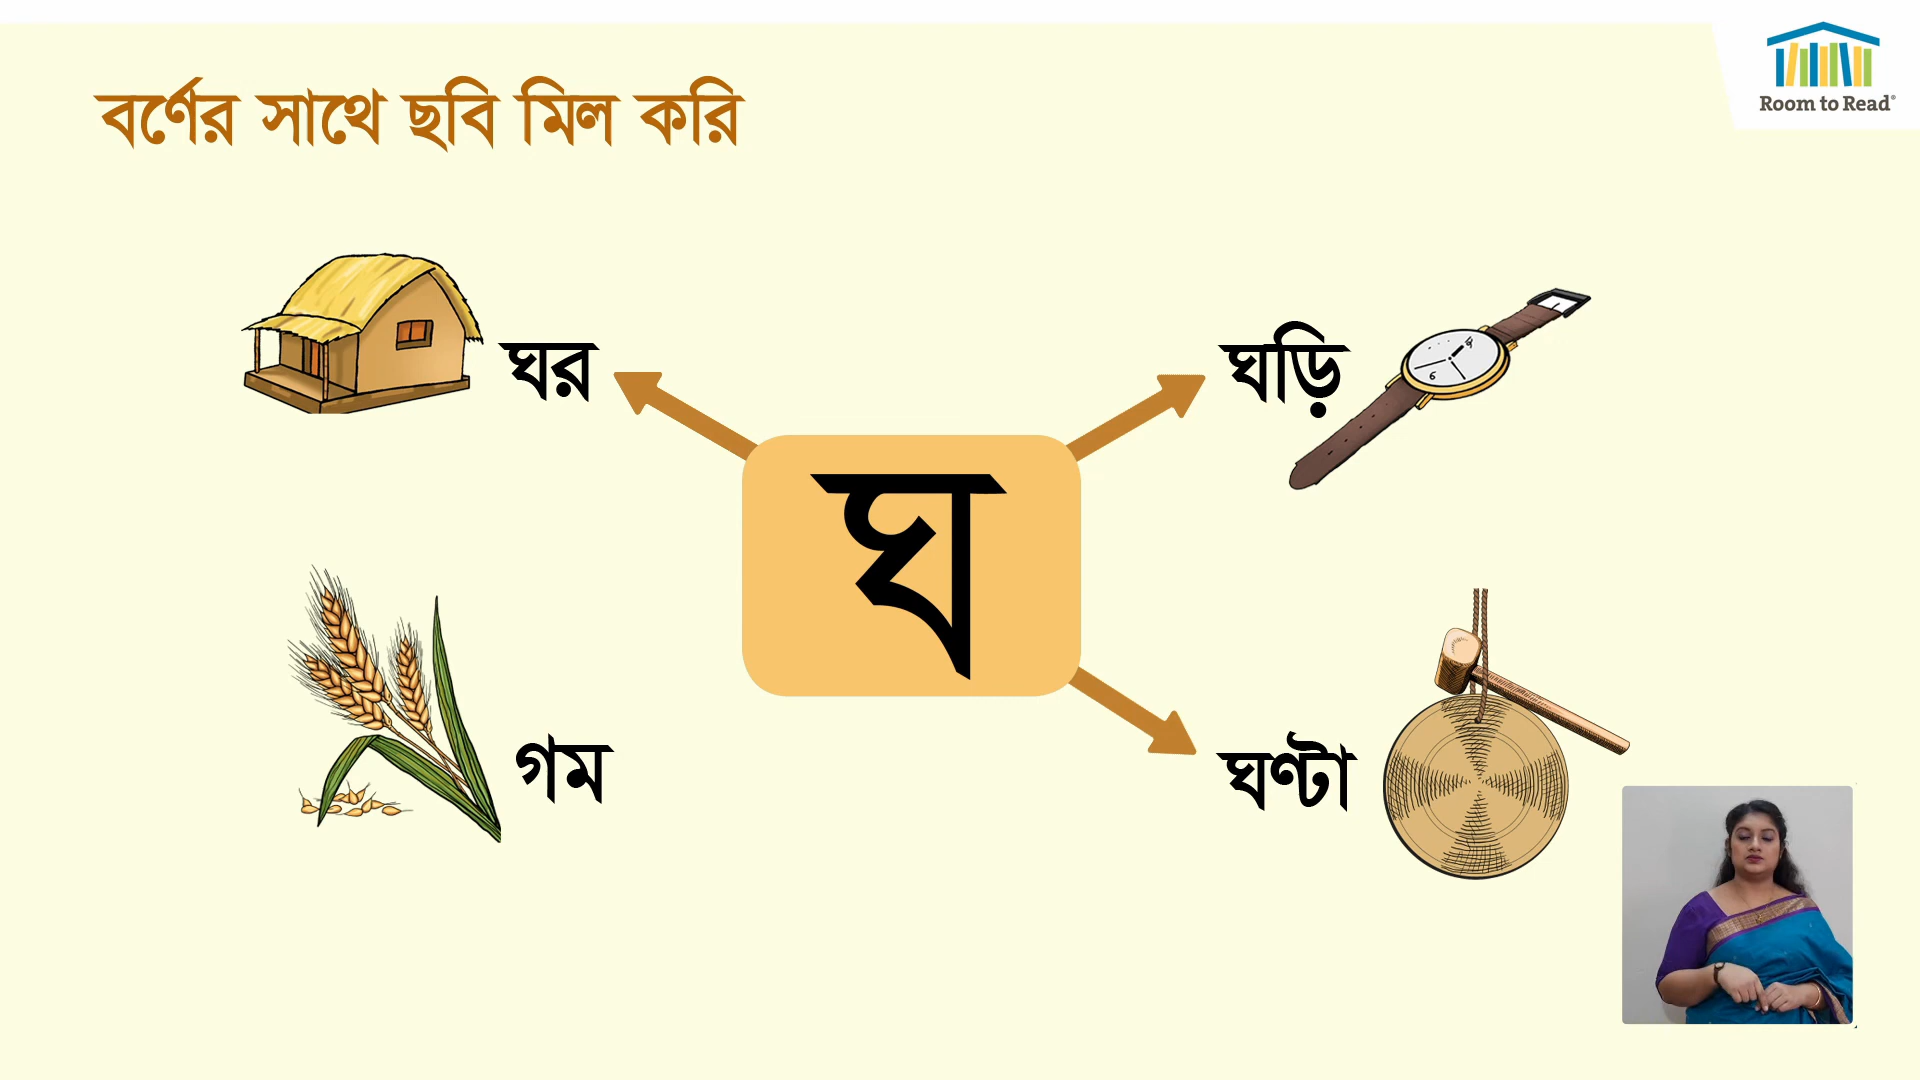 বর্ণের সাথে ছবি মিল করি
Room to Read®
ঘর
ঘড়ি
ঘ
গম
ঘণ্টা